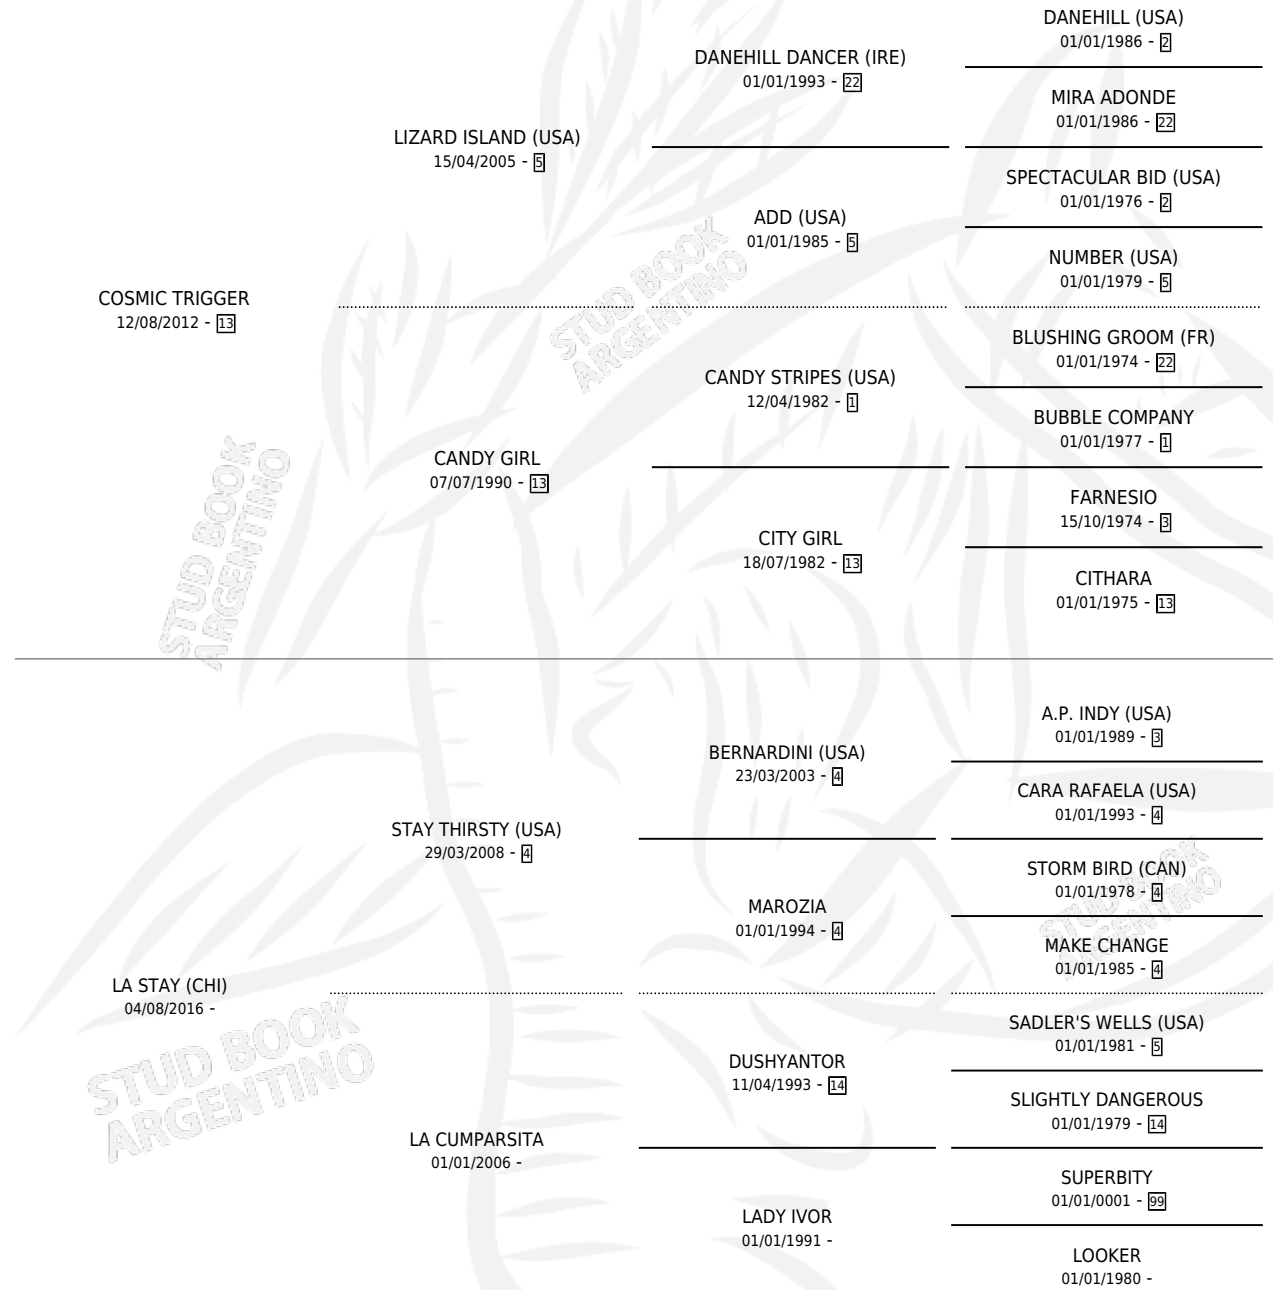 DANEHILL (USA)
01/01/1986 - 2
DANEHILL DANCER (IRE)
01/01/1993 - 22
MIRA ADONDE
01/01/1986 - 22
LIZARD ISLAND (USA)
15/04/2005 - 5
SPECTACULAR BID (USA)
01/01/1976 - 2
ADD (USA)
01/01/1985 - 5
NUMBER (USA)
01/01/1979 - 5
COSMIC TRIGGER
12/08/2012 - 13
BLUSHING GROOM (FR)
01/01/1974 - 22
CANDY STRIPES (USA)
12/04/1982 - 1
BUBBLE COMPANY
01/01/1977 - 1
CANDY GIRL
07/07/1990 - 13
FARNESIO
15/10/1974 - 3
CITY GIRL
18/07/1982 - 13
CITHARA
01/01/1975 - 13
A.P. INDY (USA)
01/01/1989 - 3
BERNARDINI (USA)
23/03/2003 - 4
CARA RAFAELA (USA)
01/01/1993 - 4
STAY THIRSTY (USA)
29/03/2008 - 4
STORM BIRD (CAN)
01/01/1978 - 4
MAROZIA
01/01/1994 - 4
MAKE CHANGE
01/01/1985 - 4
LA STAY (CHI)
04/08/2016 -
SADLER'S WELLS (USA)
01/01/1981 - 5
DUSHYANTOR
11/04/1993 - 14
SLIGHTLY DANGEROUS
01/01/1979 - 14
LA CUMPARSITA
01/01/2006 -
SUPERBITY
01/01/0001 - 99
LADY IVOR
01/01/1991 -
LOOKER
01/01/1980 -
STUD BOOK
ARGENTINO
STUD BOOK
ARGENTINO
STUD BOOK
ARGENTINO
STUD BOOK
ARGENTINO